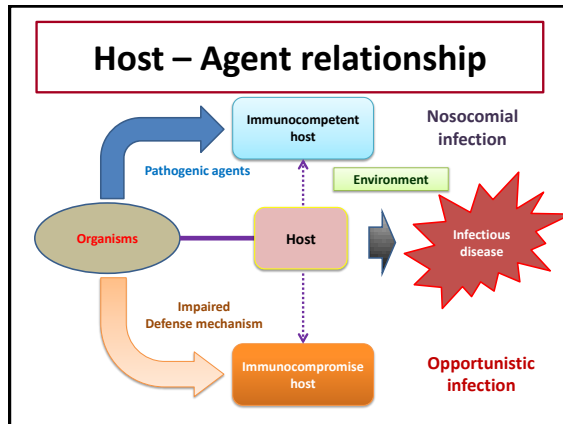 Host – Agent relationship
Immunocompetent
host
Nosocomial
infection
Pathogenic agents
Environment
Organisms
Host
Infectious
disease
Impaired
Defense mechanism
Immunocompromise
host
Opportunistic
infection